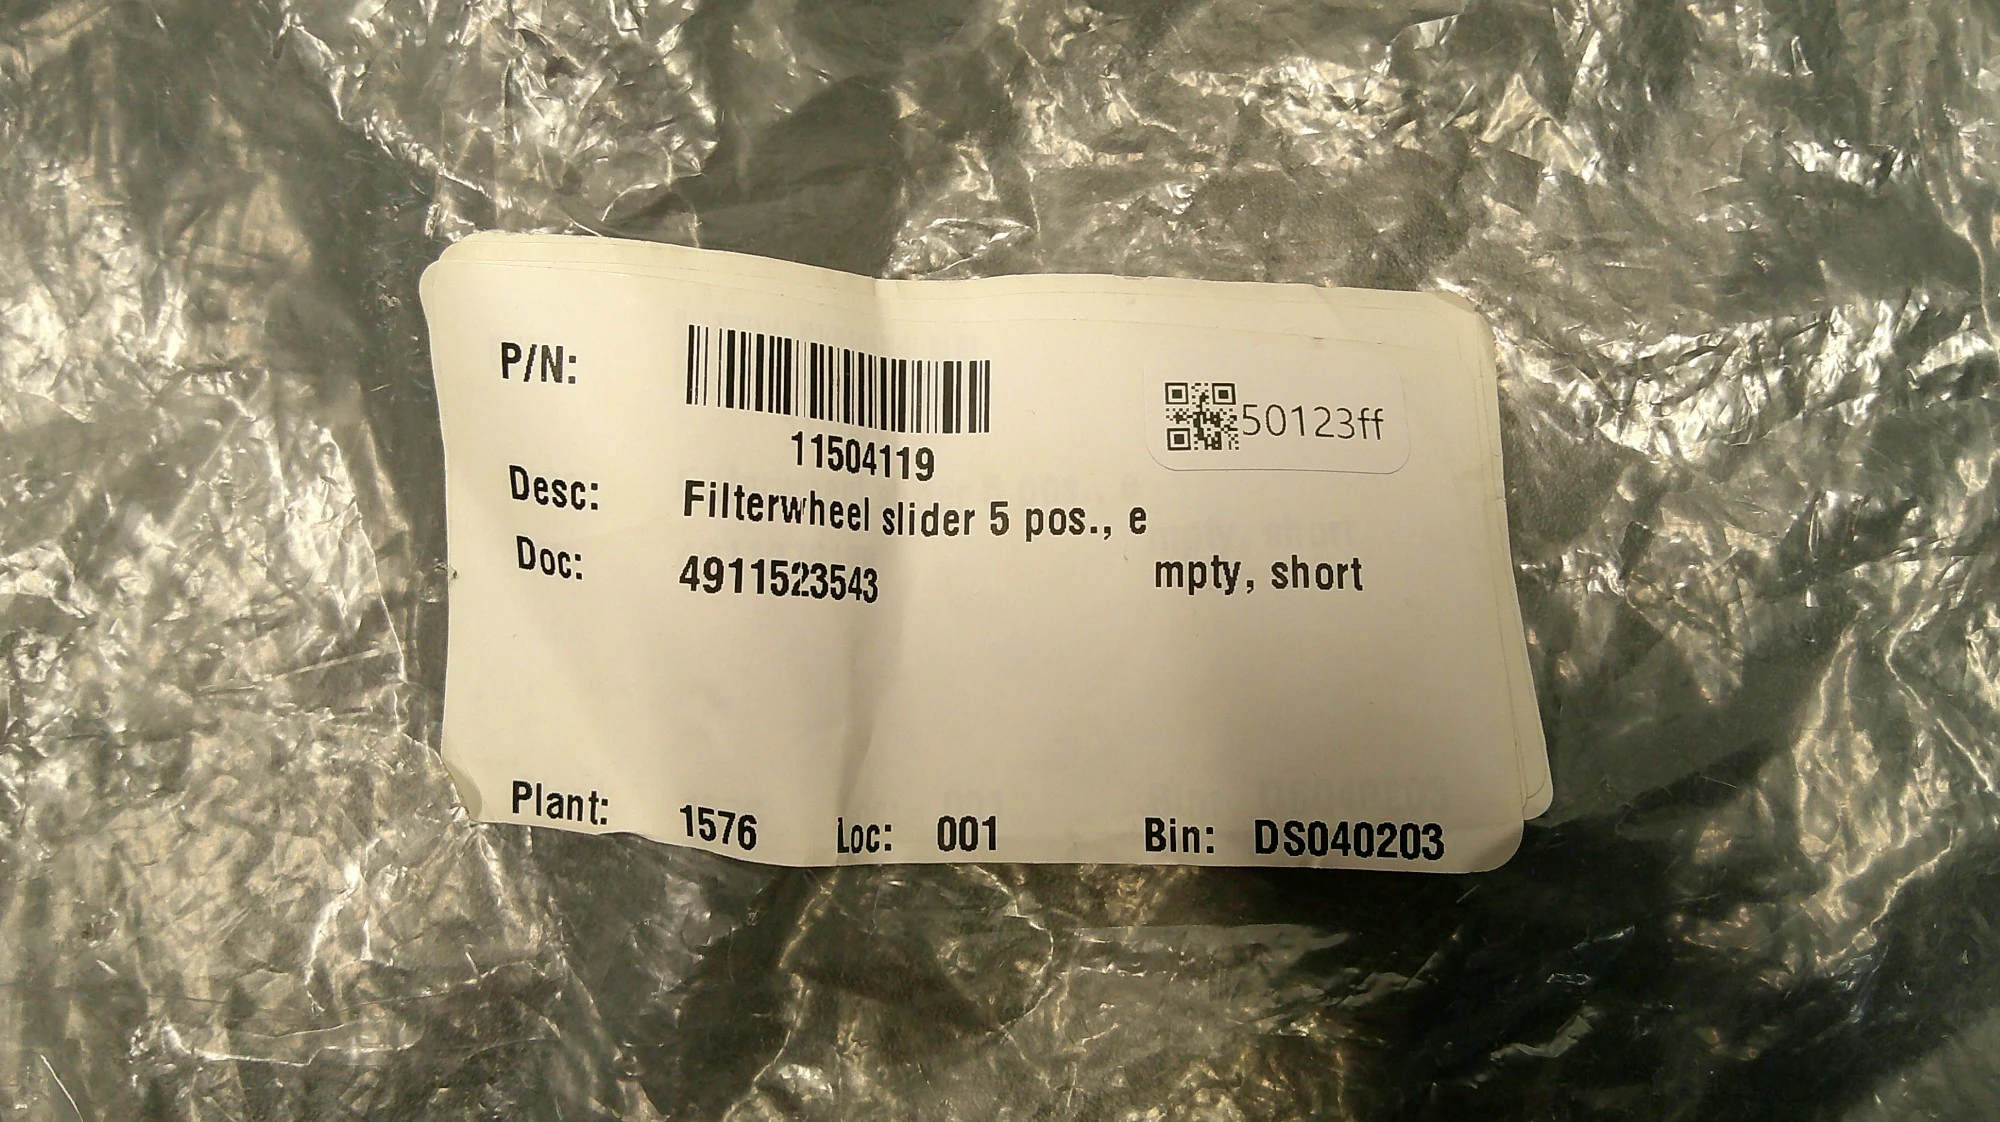 P/N:
11504119
50123ff
Desc: Filterwheel slider 5 pos., e
mpty, short
Doc: 4911523543
Plant: 1576 Loc: 001 Bin: DS040203